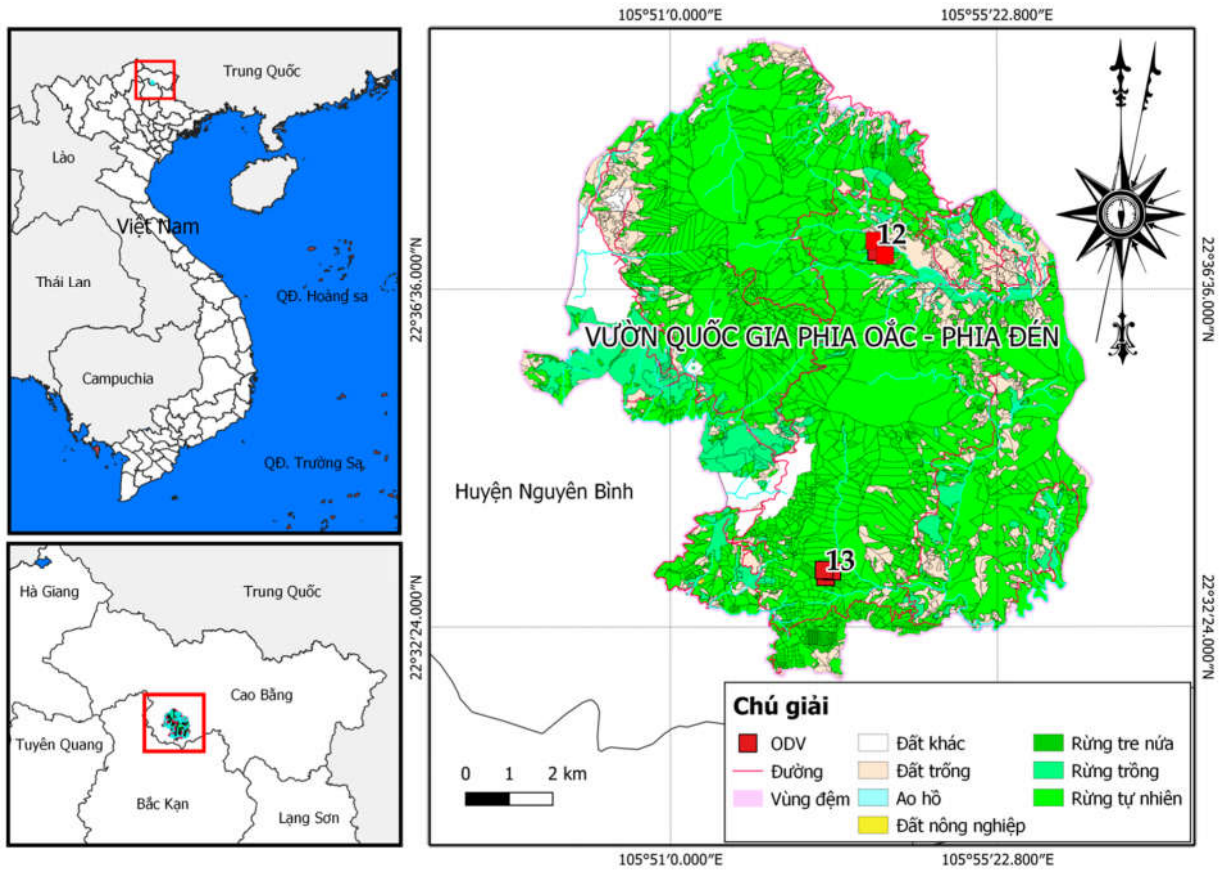 Trung Quốc
Lào
Việt Nam
Thái Lan
QĐ. Hoàng sa
Campuchia
QĐ. Trường Sa
Hà Giang
Trung Quốc
Cao Bằng
Tuyên Quang
Bắc Kạn
Lạng Sơn
105°51′0.000″E
105°55′22.800″E
22°36′36.000″N
22°36′36.000″N
12
VƯỜN QUỐC GIA PHIA OẮC - PHIA ĐÉN
Huyện Nguyên Bình
13
22°32′24.000″N
22°32′24.000″N
0 1 2 km
Chú giải
ODV
Đường
Vùng đệm
Đất khác
Đất trống
Ao hồ
Đất nông nghiệp
Rừng tre nứa
Rừng trồng
Rừng tự nhiên
105°51′0.000″E
105°55′22.800″E